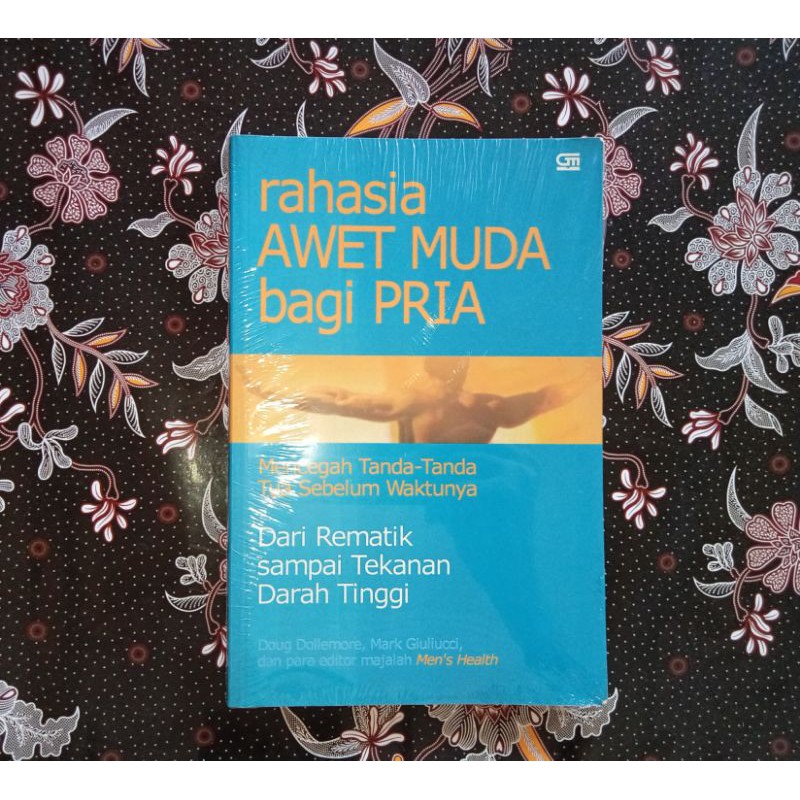 GM
rahasia
AWET MUDA
bagi PRIA
Mencegah Tanda-Tanda
Tua Sebelum Waktunya
Dari Rematik
sampai Tekanan
Darah Tinggi
Doug Dollemore, Mark Giuliucci,
dan para editor majalah Men's Health